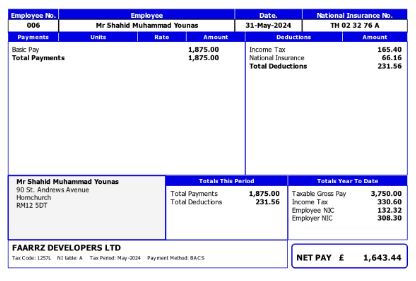 Employee No. Employee Date. National Insurance No.
006 Mr Shahid Muhammad Younas 31-May-2024 TH 02 32 76 A
Payments Units Rate Amount Deductions Amount
Basic Pay 1,875.00 Income Tax 165.40
Total Payments 1,875.00 National Insurance 66.16
Total Deductions 231.56
Mr Shahid Muhammad Younas Totals This Period Totals Year To Date
90 St. Andrews Avenue
Hornchurch Total Payments 1,875.00 Taxable Gross Pay 3,750.00
RM12 5DT Total Deductions 231.56 Income Tax 330.60
Employee NIC 132.32
Employer NIC 308.30
FAARRZ DEVELOPERS LTD
Tax Code: 1257L NI table: A Tax Period: May-2024 Payment Method: BACS
NET PAY £ 1,643.44